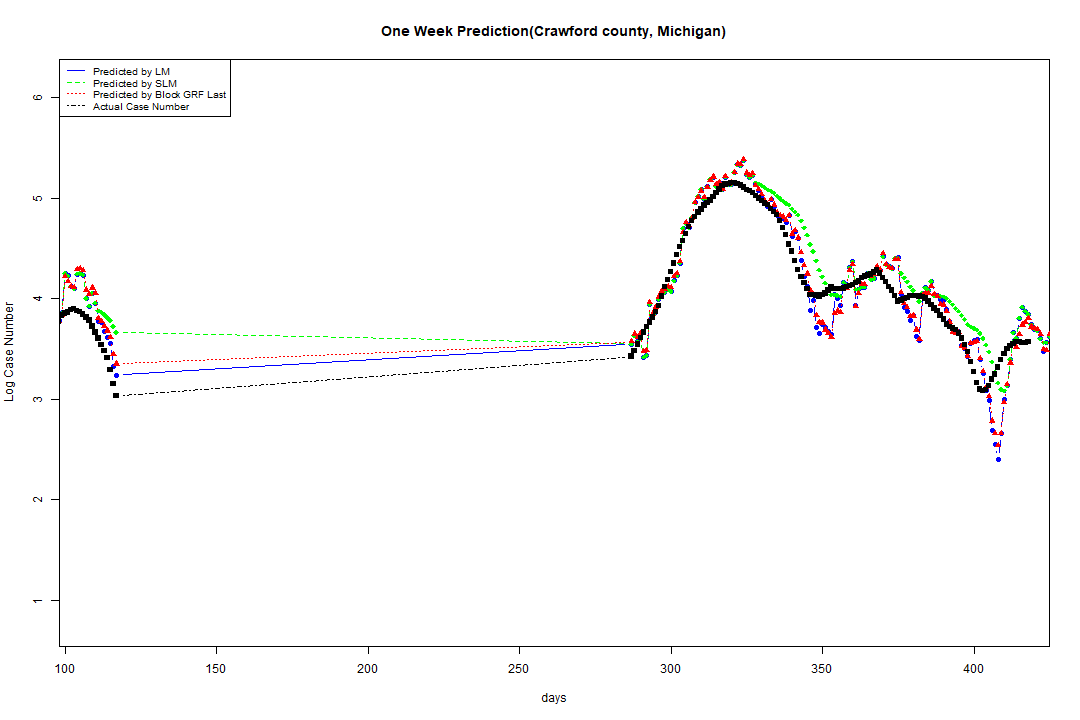 One Week Prediction(Crawford county, Michigan)
Predicted by LM
Predicted by SLM
Predicted by Block GRF Last
Actual Case Number
Log Case Number
6
5
4
3
2
1
100 150 200 250 300 350 400
days